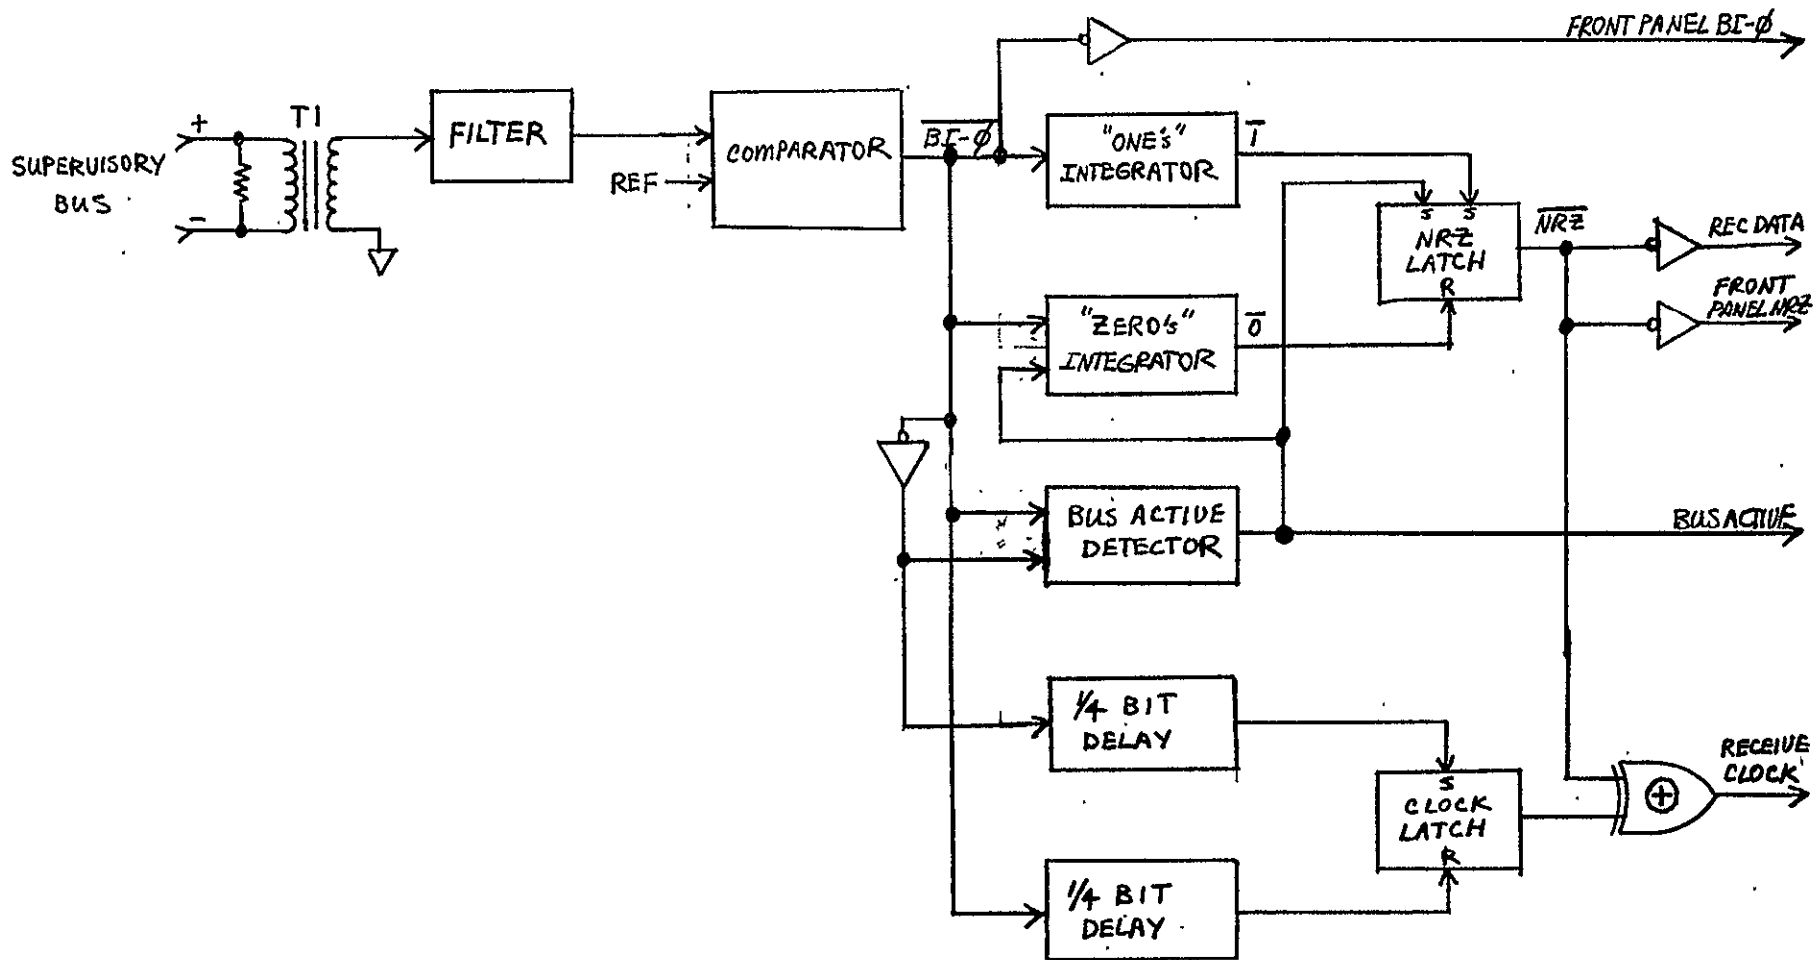 FRONT PANEL BI-Ø
T1
+
SUPERVISORY
BUS
-
FILTER
REF
COMPARATOR
B̅I̅-̅Ø̅
"ONE's"
INTEGRATOR
1̅
S S
NRZ
LATCH
R
N̅R̅Z̅
REC DATA
FRONT
PANEL NRZ
"ZERO's"
INTEGRATOR
0̅
BUS ACTIVE
DETECTOR
BUS ACTIVE
1/4 BIT
DELAY
S
CLOCK
LATCH
R
+
RECEIVE
CLOCK
1/4 BIT
DELAY